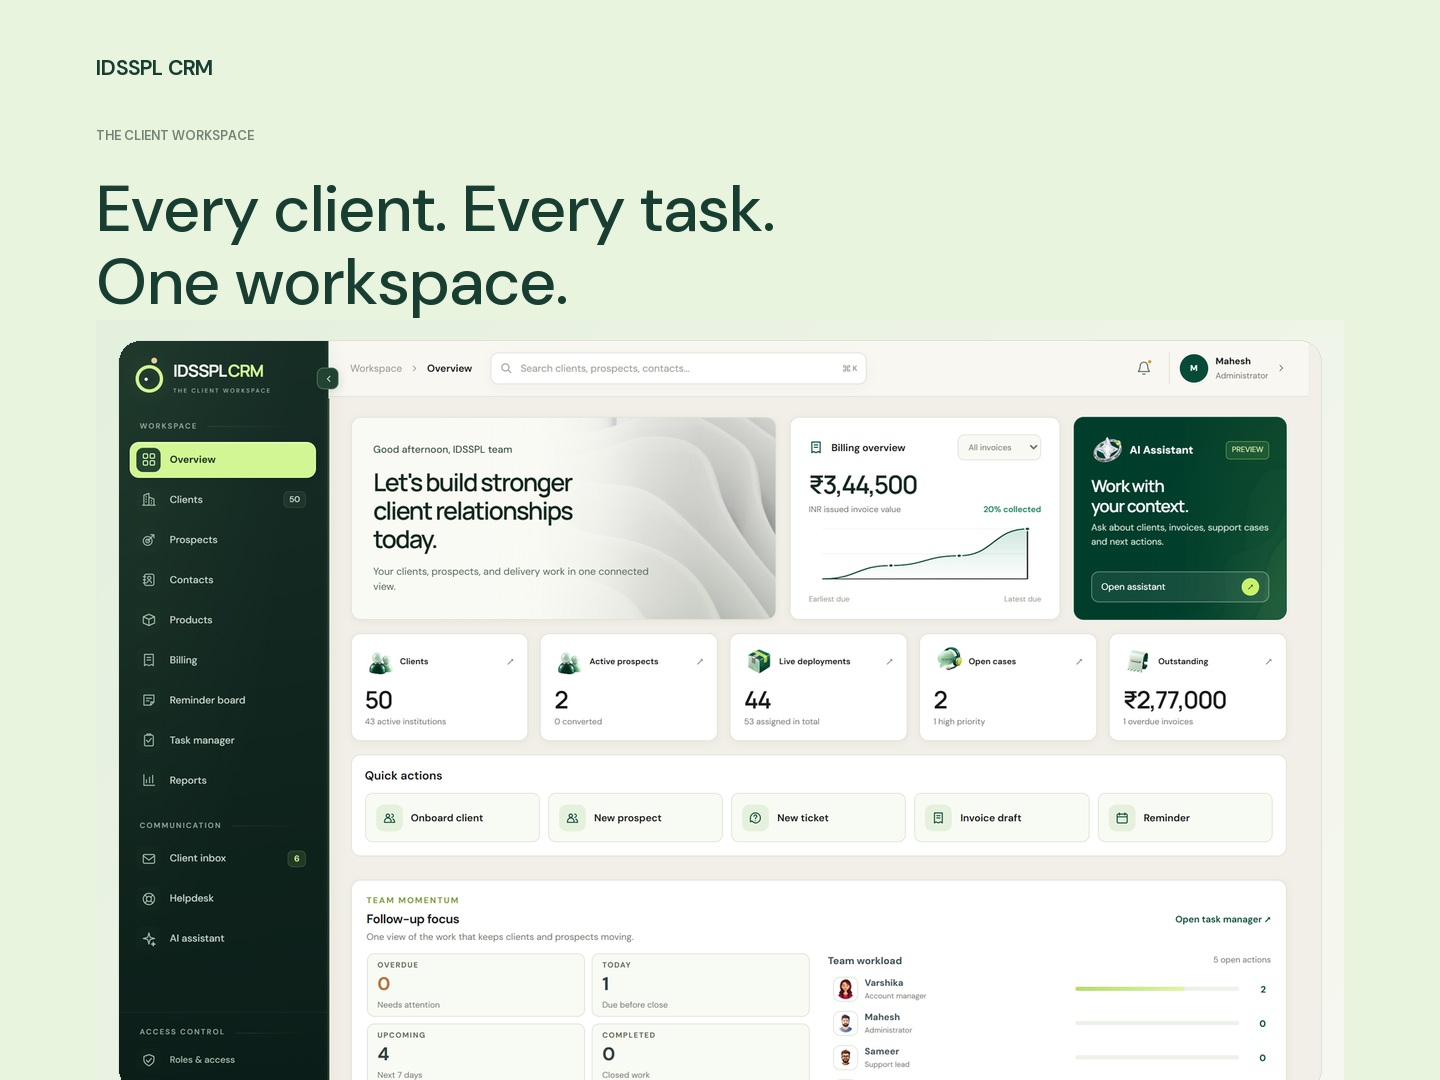 IDSSPL CRM
THE CLIENT WORKSPACE
Every client. Every task.
One workspace.
IDSSPLCRM
THE CLIENT WORKSPACE
WORKSPACE
Overview
Clients 50
Prospects
Contacts
Products
Billing
Reminder board
Task manager
Reports
COMMUNICATION
Client inbox 6
Helpdesk
AI assistant
ACCESS CONTROL
Roles & access
Workspace > Overview
Search clients, prospects, contacts... ⌘K
M
Mahesh
Administrator
Good afternoon, IDSSPL team
Let's build stronger
client relationships
today.
Your clients, prospects, and delivery work in one connected
view.
Billing overview
All invoices
₹3,44,500
INR issued invoice value 20% collected
Earliest due Latest due
AI Assistant PREVIEW
Work with
your context.
Ask about clients, invoices, support cases
and next actions.
Open assistant ↗
Clients ↗
50
43 active institutions
Active prospects ↗
2
0 converted
Live deployments ↗
44
53 assigned in total
Open cases ↗
2
1 high priority
Outstanding ↗
₹2,77,000
1 overdue invoices
Quick actions
Onboard client
New prospect
New ticket
Invoice draft
Reminder
TEAM MOMENTUM
Follow-up focus
Open task manager ↗
One view of the work that keeps clients and prospects moving.
OVERDUE
0
Needs attention
TODAY
1
Due before close
UPCOMING
4
Next 7 days
COMPLETED
0
Closed work
Team workload 5 open actions
Varshika
Account manager
2
Mahesh
Administrator
0
Sameer
Support lead
0